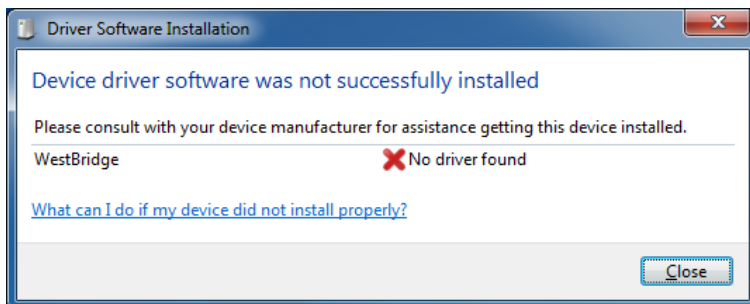 Driver Software Installation
Device driver software was not successfully installed
Please consult with your device manufacturer for assistance getting this device installed.
WestBridge No driver found
What can I do if my device did not install properly?
Close